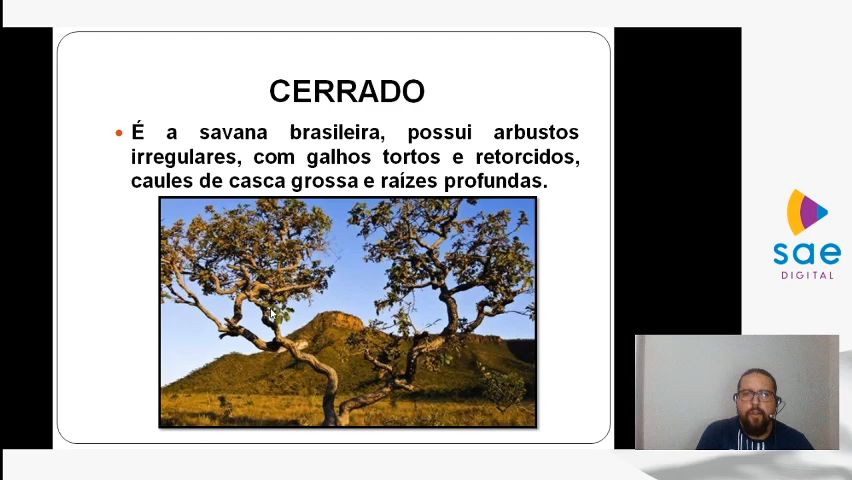 CERRADO
É a savana brasileira, possui arbustos
irregulares, com galhos tortos e retorcidos,
caules de casca grossa e raízes profundas.
sae
DIGITAL